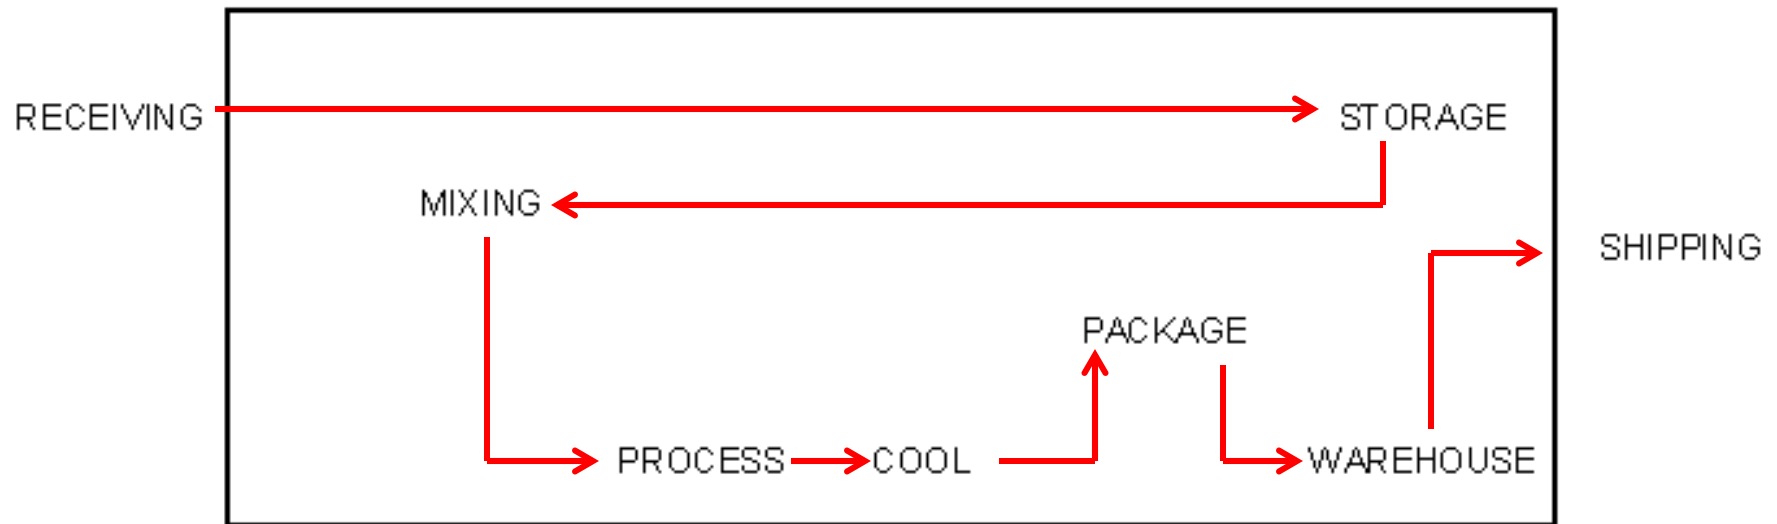 RECEIVING
STORAGE
MIXING
SHIPPING
PACKAGE
PROCESS
COOL
WAREHOUSE